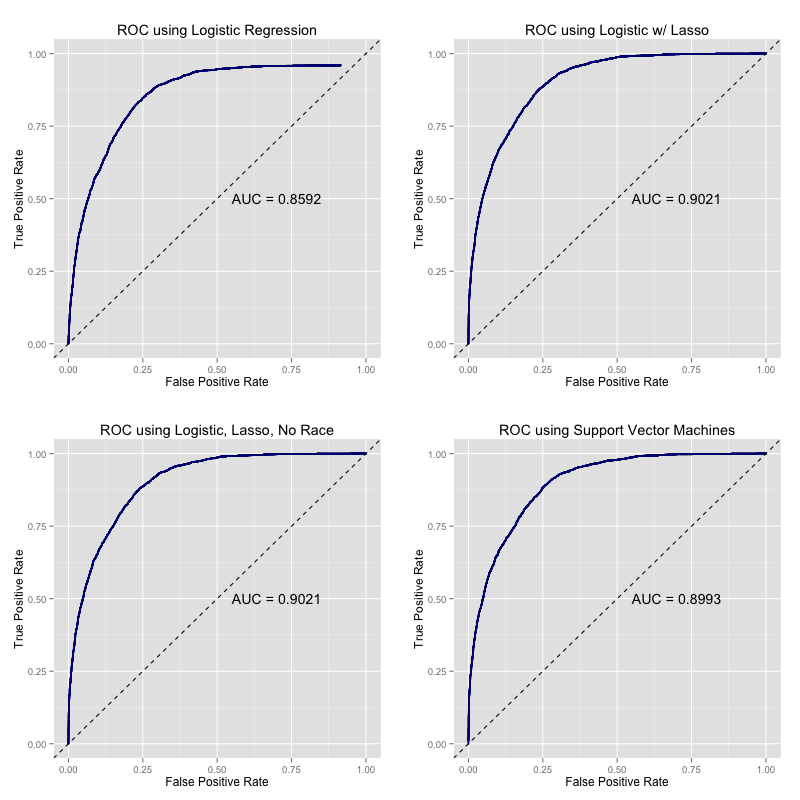 ROC using Logistic Regression
1.00
0.75
0.50
0.25
0.00
True Positive Rate
AUC = 0.8592
0.00 0.25 0.50 0.75 1.00
False Positive Rate
ROC using Logistic w/ Lasso
1.00
0.75
0.50
0.25
0.00
True Positive Rate
AUC = 0.9021
0.00 0.25 0.50 0.75 1.00
False Positive Rate
ROC using Logistic, Lasso, No Race
1.00
0.75
0.50
0.25
0.00
True Positive Rate
AUC = 0.9021
0.00 0.25 0.50 0.75 1.00
False Positive Rate
ROC using Support Vector Machines
1.00
0.75
0.50
0.25
0.00
True Positive Rate
AUC = 0.8993
0.00 0.25 0.50 0.75 1.00
False Positive Rate